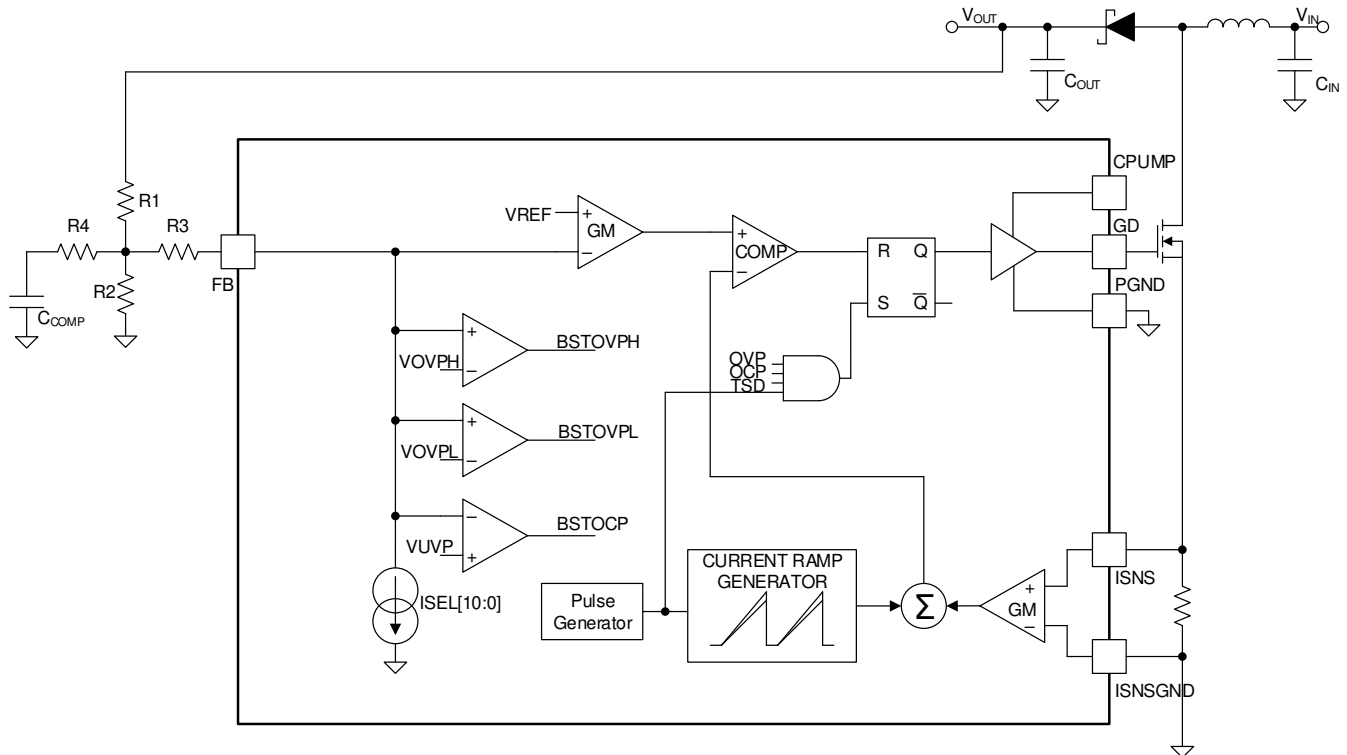 VOUT
VIN
COUT
CIN
CPUMP
R1
R4
R3
VREF
+
GM
−
+
COMP
−
R Q
S Q̅
GD
FB
R2
PGND
CCOMP
+
VOVPH
−
BSTOVPH
OVP
OCP
TSD
+
VOVPL
−
BSTOVPL
−
VUVP
+
BSTOCP
CURRENT RAMP
GENERATOR
ISNS
ISEL[10:0]
Pulse
Generator
Σ
+
GM
−
ISNSGND